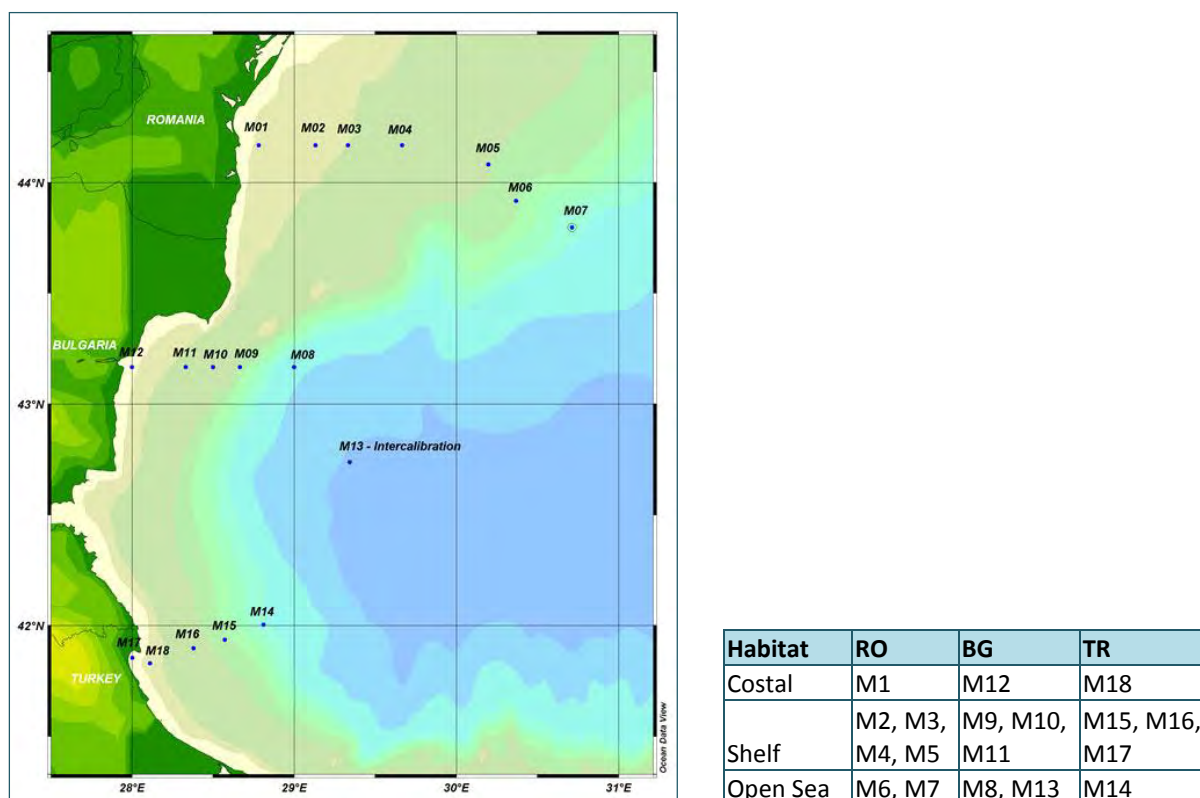 ROMANIA
M01 M02 M03 M04
M05
44°N
M06
M07
BULGARIA
M12 M11 M10 M09 M08
43°N
M13 - Intercalibration
42°N
M14
M15
M16
M17
M18
TURKEY
Ocean Data View
28°E 29°E 30°E 31°E
Habitat RO BG TR
Costal M1 M12 M18
M2, M3, M9, M10, M15, M16,
Shelf M4, M5 M11 M17
Open Sea M6, M7 M8, M13 M14